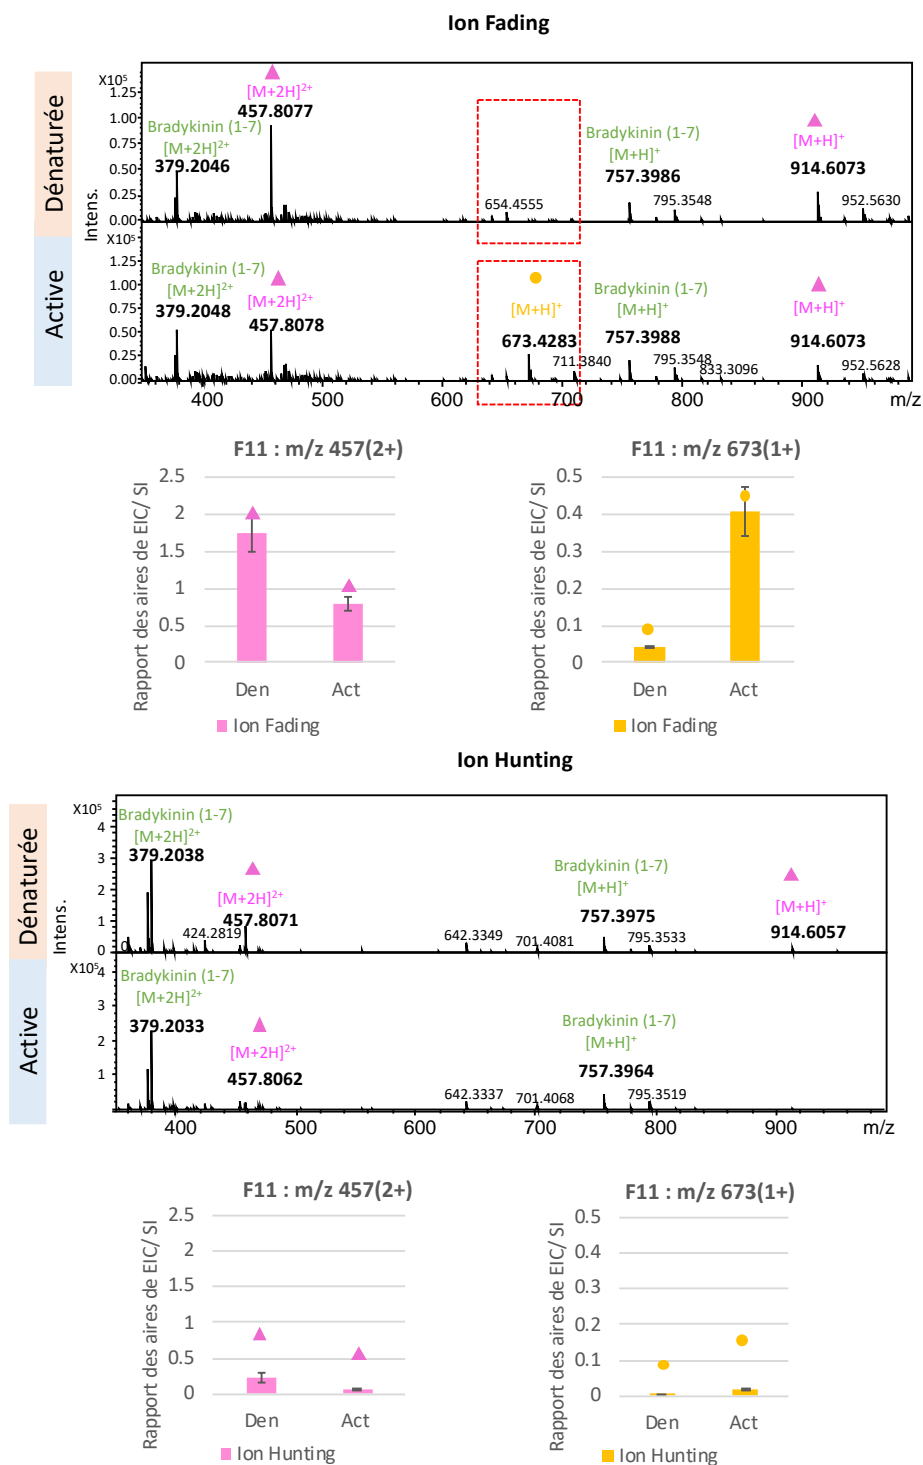 Ion Fading
Dénaturée
Intens.
X10⁵
1.25
1.00
0.75
0.50
0.25
0.00
Bradykinin (1-7)
[M+2H]²⁺
379.2046
[M+2H]²⁺
457.8077
654.4555
Bradykinin (1-7)
[M+H]⁺
757.3986
795.3548
[M+H]⁺
914.6073
952.5630
Active
X10⁵
1.25
1.00
0.75
0.50
0.25
0.00
Bradykinin (1-7)
[M+2H]²⁺
379.2048
[M+2H]²⁺
457.8078
[M+H]⁺
673.4283
711.3840
Bradykinin (1-7)
[M+H]⁺
757.3988
795.3548
833.3096
[M+H]⁺
914.6073
952.5628
400 500 600 700 800 900 m/z
F11 : m/z 457(2+)
Rapport des aires de EIC/ SI
2.5
2
1.5
1
0.5
0
Den Act
Ion Fading
F11 : m/z 673(1+)
Rapport des aires de EIC/ SI
0.5
0.4
0.3
0.2
0.1
0
Den Act
Ion Fading
Ion Hunting
Dénaturée
Intens.
X10⁵
4
3
2
1
0
Bradykinin (1-7)
[M+2H]²⁺
379.2038
424.2819
[M+2H]²⁺
457.8071
642.3349
701.4081
Bradykinin (1-7)
[M+H]⁺
757.3975
795.3533
[M+H]⁺
914.6057
Active
X10⁵
4
3
2
1
Bradykinin (1-7)
[M+2H]²⁺
379.2033
[M+2H]²⁺
457.8062
642.3337
701.4068
Bradykinin (1-7)
[M+H]⁺
757.3964
795.3519
400 500 600 700 800 900 m/z
F11 : m/z 457(2+)
Rapport des aires de EIC/ SI
2.5
2
1.5
1
0.5
0
Den Act
Ion Hunting
F11 : m/z 673(1+)
Rapport des aires de EIC/ SI
0.5
0.4
0.3
0.2
0.1
0
Den Act
Ion Hunting